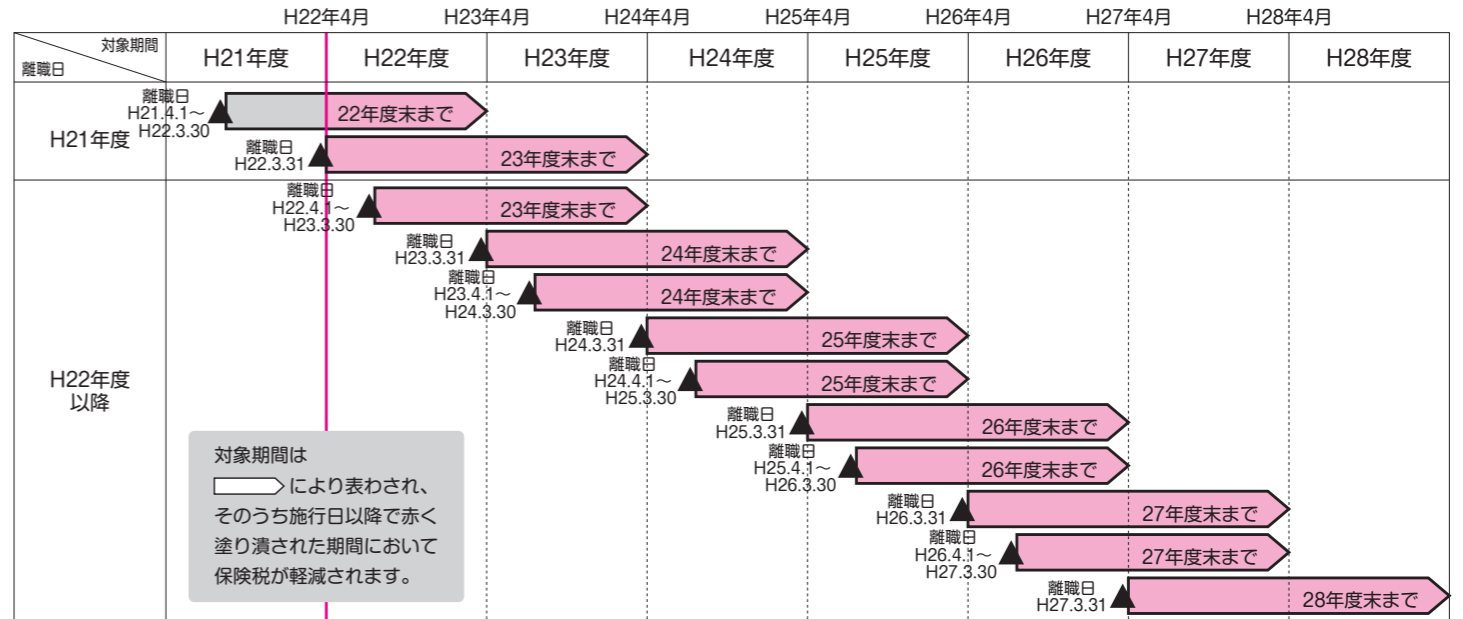 H22年4月 H23年4月 H24年4月 H25年4月 H26年4月 H27年4月 H28年4月
対象期間
離職日
H21年度 H22年度 H23年度 H24年度 H25年度 H26年度 H27年度 H28年度
H21年度
離職日
H21.4.1～
H22.3.30
22年度末まで
離職日
H22.3.31
23年度末まで
H22年度
以降
離職日
H22.4.1～
H23.3.30
23年度末まで
離職日
H23.3.31
24年度末まで
離職日
H23.4.1～
H24.3.30
24年度末まで
離職日
H24.3.31
25年度末まで
離職日
H24.4.1～
H25.3.30
25年度末まで
離職日
H25.3.31
26年度末まで
離職日
H25.4.1～
H26.3.30
26年度末まで
離職日
H26.3.31
27年度末まで
離職日
H26.4.1～
H27.3.30
27年度末まで
離職日
H27.3.31
28年度末まで
対象期間は
により表わされ、
そのうち施行日以降で赤く
塗り潰された期間において
保険税が軽減されます。